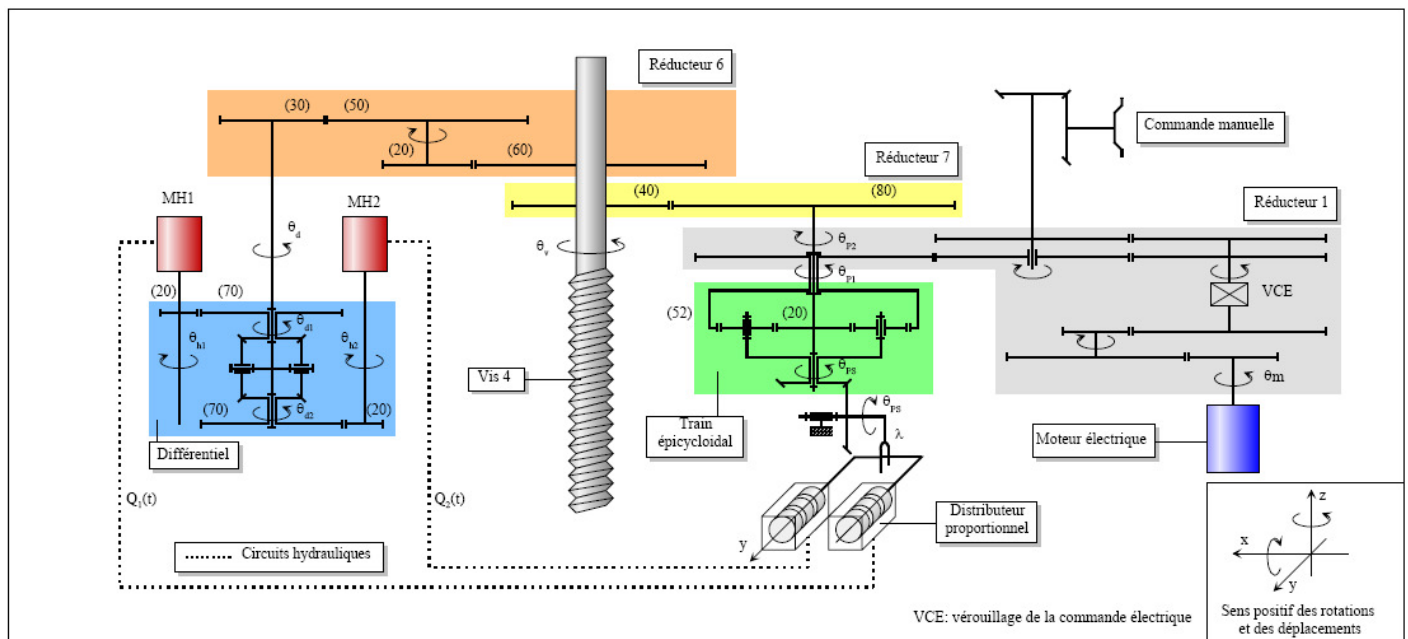 Réducteur 6
(30)
(50)
(20)
(60)
Commande manuelle
Réducteur 7
(40)
(80)
Réducteur 1
MH1
MH2
θd
θv
θP2
θP1
VCE
(20)
(70)
(52)
(20)
θd1
θh1
θh2
θPS
Vis 4
θm
(70)
θd2
(20)
θPS
λ
Train
épicycloidal
Moteur électrique
Différentiel
Q1(t)
Q2(t)
Distributeur
proportionnel
y
z
x
y
Circuits hydrauliques
VCE: vérouillage de la commande électrique
Sens positif des rotations
et des déplacements